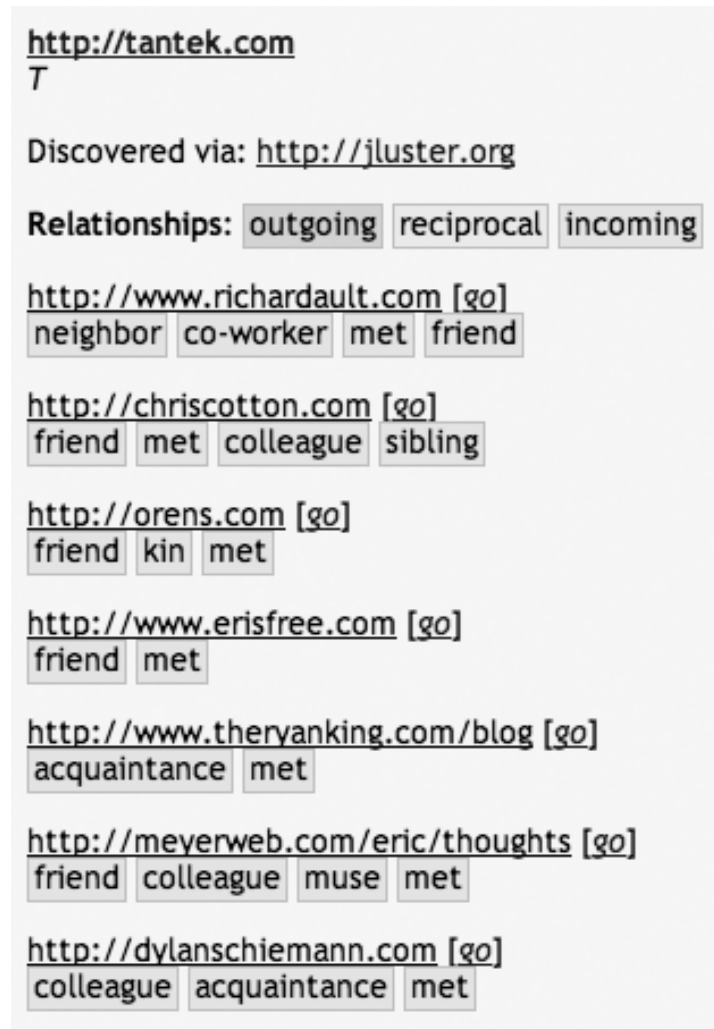 http://tantek.com
T
Discovered via: http://jluster.org
Relationships: outgoing reciprocal incoming
http://www.richardault.com [go]
neighbor co-worker met friend
http://chriscotton.com [go]
friend met colleague sibling
http://orens.com [go]
friend kin met
http://www.erisfree.com [go]
friend met
http://www.theryanking.com/blog [go]
acquaintance met
http://meyerweb.com/eric/thoughts [go]
friend colleague muse met
http://dylanschiemann.com [go]
colleague acquaintance met